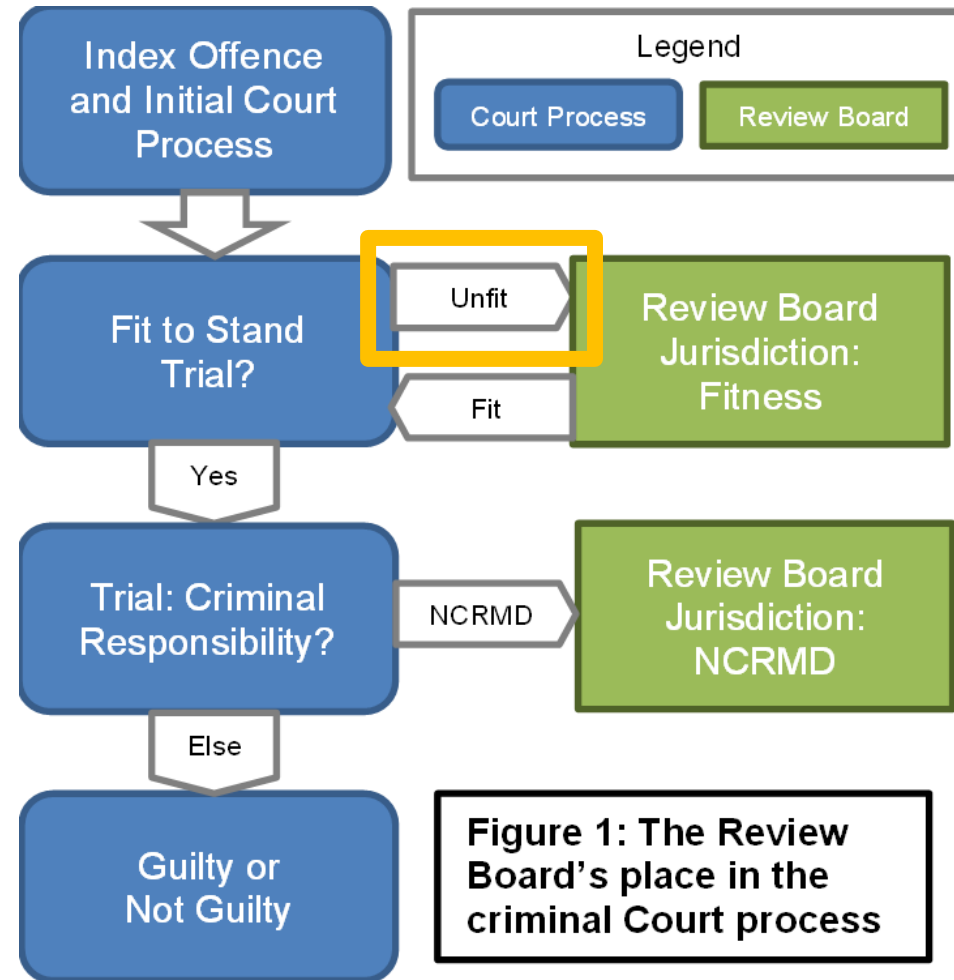 Index Offence
and Initial Court
Process
Legend
Court Process
Review Board
Fit to Stand
Trial?
Unfit
Fit
Review Board
Jurisdiction:
Fitness
Yes
Trial: Criminal
Responsibility?
NCRMD
Review Board
Jurisdiction:
NCRMD
Else
Guilty or
Not Guilty
Figure 1: The Review
Board’s place in the
criminal Court process